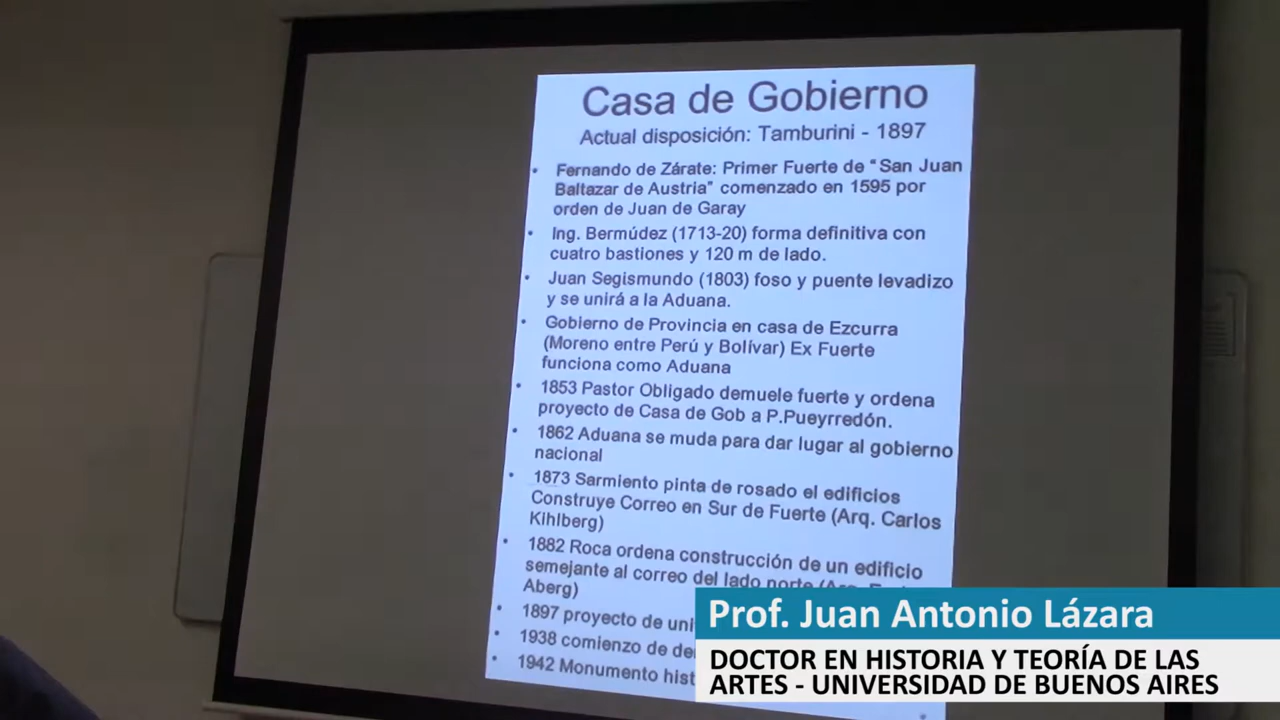 Casa de Gobierno
Actual disposición: Tamburini - 1897
• Fernando de Zárate: Primer Fuerte de “San Juan
Baltazar de Austria” comenzado en 1595 por
orden de Juan de Garay
• Ing. Bermúdez (1713-20) forma definitiva con
cuatro bastiones y 120 m de lado.
• Juan Segismundo (1803) foso y puente levadizo
y se unirá a la Aduana.
• Gobierno de Provincia en casa de Ezcurra
(Moreno entre Perú y Bolívar) Ex Fuerte
funciona como Aduana
• 1853 Pastor Obligado demuele fuerte y ordena
proyecto de Casa de Gob a P.Pueyrredón.
• 1862 Aduana se muda para dar lugar al gobierno
nacional
• 1873 Sarmiento pinta de rosado el edificios
Construye Correo en Sur de Fuerte (Arq. Carlos
Kihlberg)
• 1882 Roca ordena construcción de un edificio
semejante al correo del lado norte
Aberg)
• 1897 proyecto de
• 1938 comienzo de
• 1942 Monumento
Prof. Juan Antonio Lázara
DOCTOR EN HISTORIA Y TEORÍA DE LAS
ARTES - UNIVERSIDAD DE BUENOS AIRES